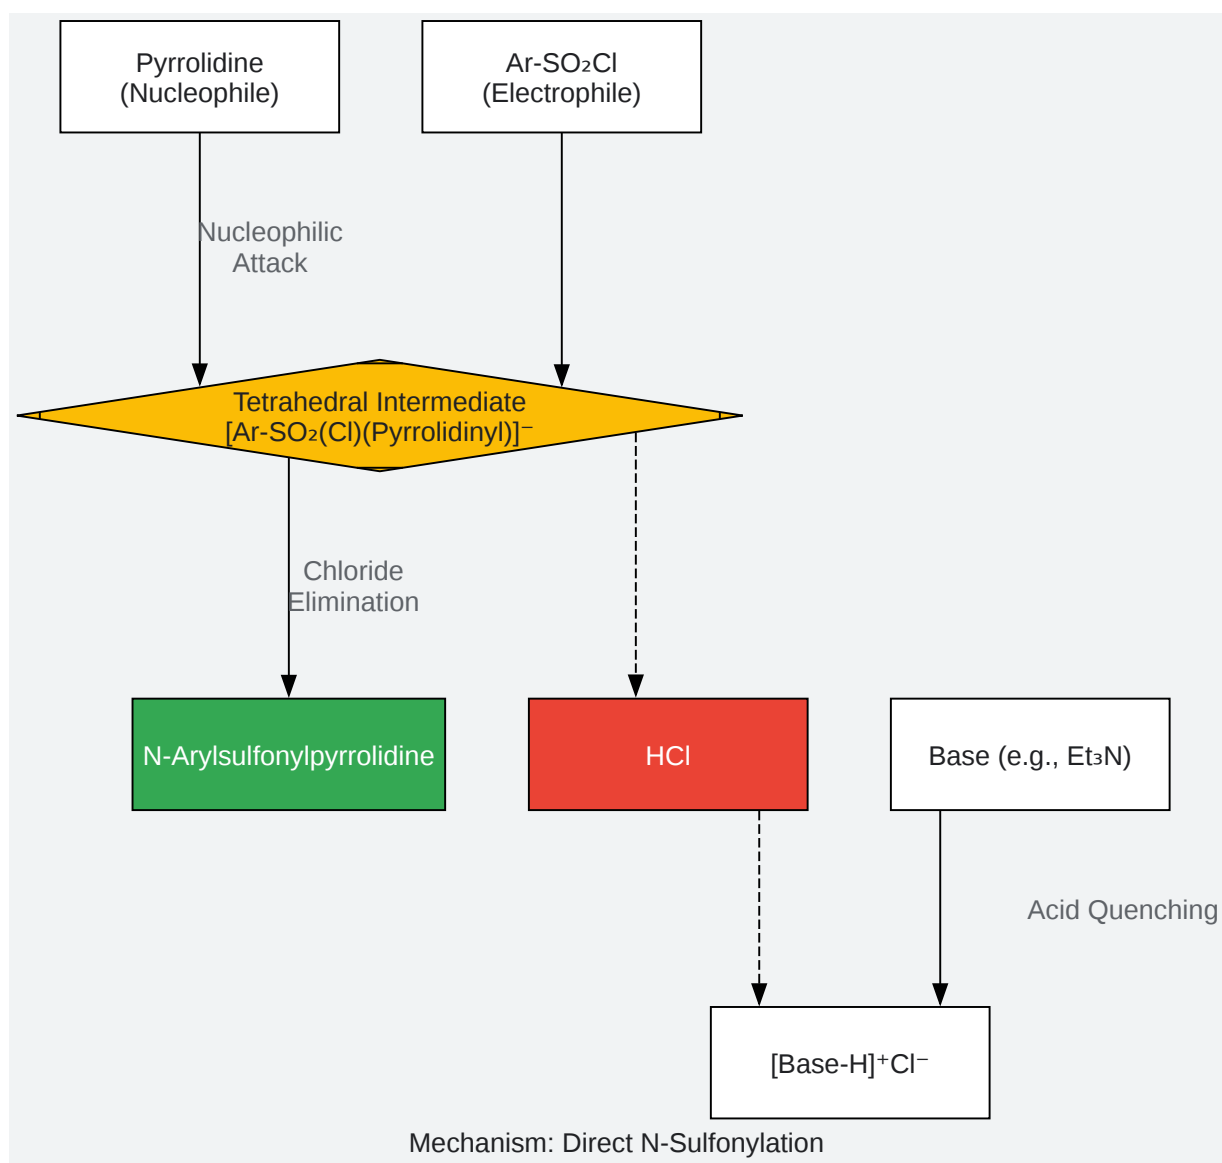 Pyrrolidine
(Nucleophile)
Ar-SO₂Cl
(Electrophile)
Nucleophilic
Attack
Tetrahedral Intermediate
[Ar-SO₂(Cl)(Pyrrolidinyl)]⁻
Chloride
Elimination
N-Arylsulfonylpyrrolidine
HCl
Base (e.g., Et₃N)
Acid Quenching
[Base-H]⁺Cl⁻
Mechanism: Direct N-Sulfonylation